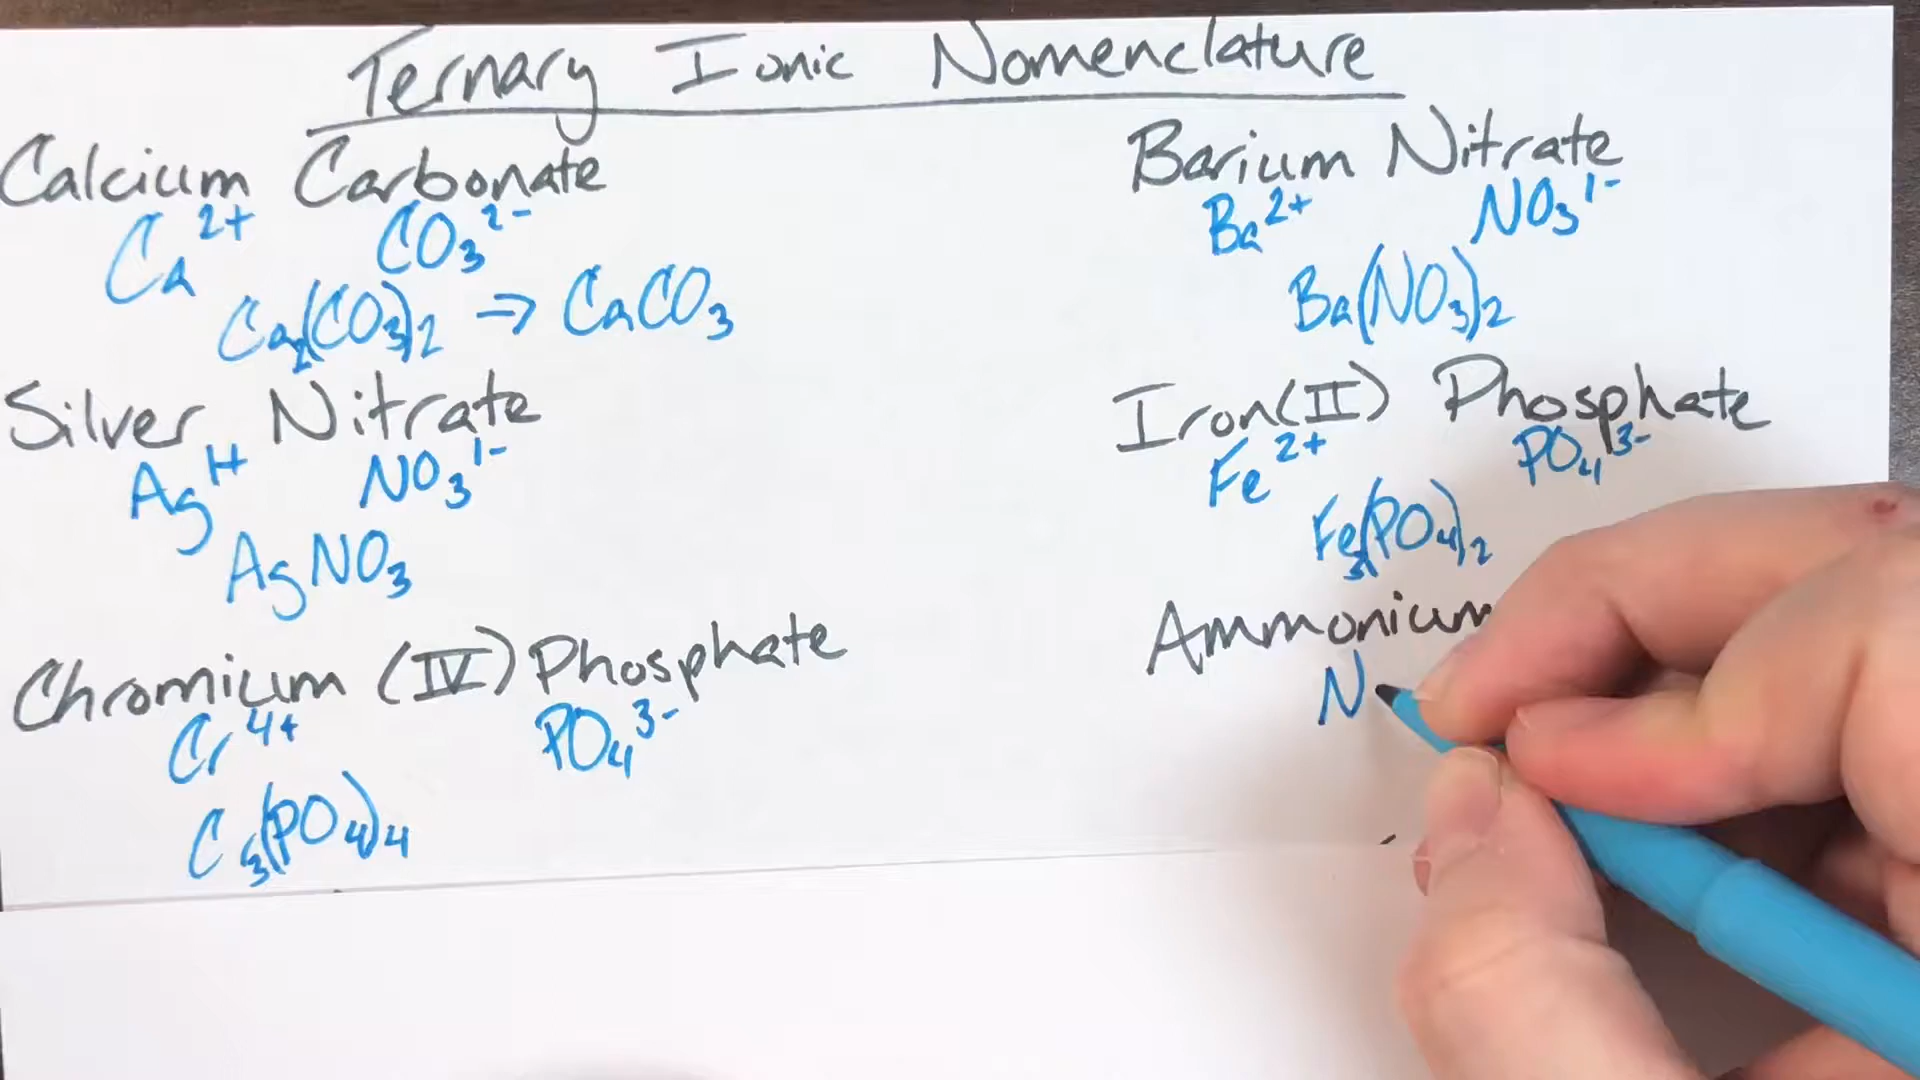 Ternary Ionic Nomenclature
Calcium Carbonate
Ca²⁺ CO₃²⁻
Ca₂(CO₃)₂ ⇒ CaCO₃
Silver Nitrate
Ag¹⁺ NO₃¹⁻
AgNO₃
Chromium (IV) Phosphate
Cr⁴⁺ PO₄³⁻
C₃(PO₄)₄
Barium Nitrate
Ba²⁺ NO₃¹⁻
Ba(NO₃)₂
Iron(II) Phosphate
Fe²⁺ PO₄³⁻
Fe₃(PO₄)₂
Ammonium
N